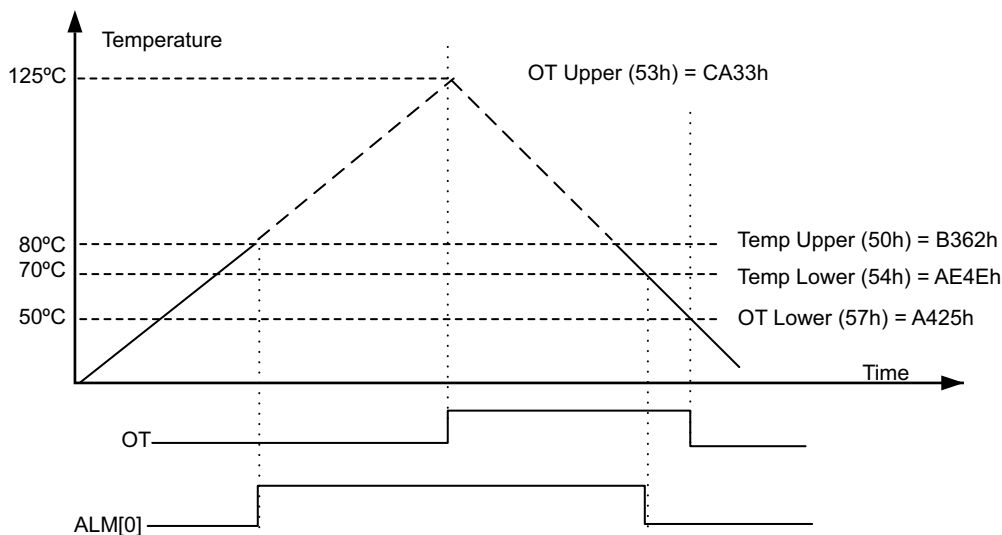 Temperature
125ºC
OT Upper (53h) = CA33h
80ºC
Temp Upper (50h) = B362h
70ºC
Temp Lower (54h) = AE4Eh
50ºC
OT Lower (57h) = A425h
Time
OT
ALM[0]